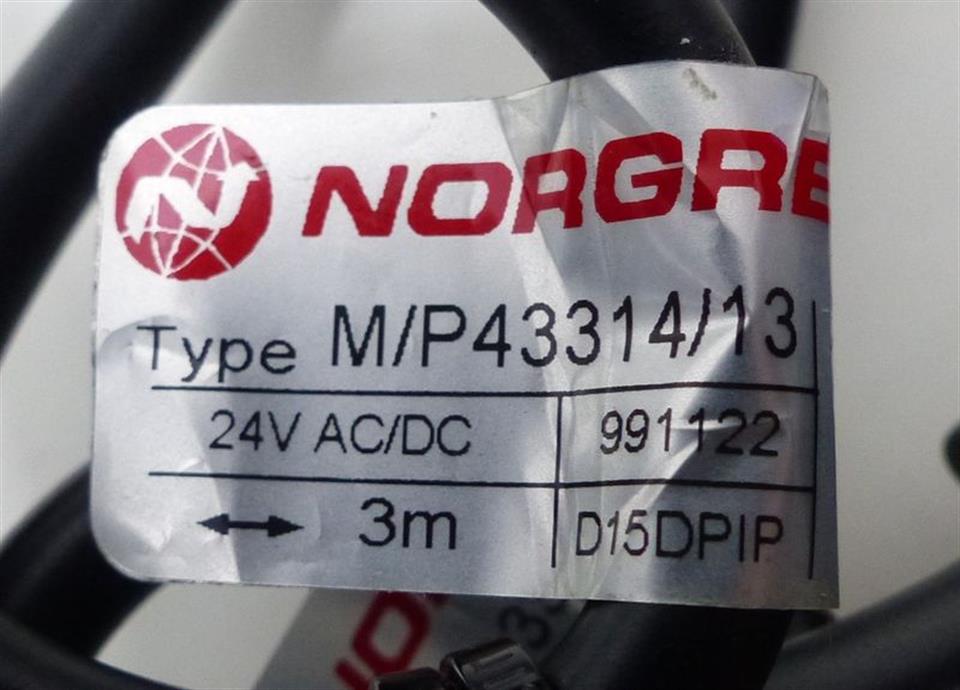 NORGRE
Type M/P43314/13
24V AC/DC 991122
3m D15DPIP